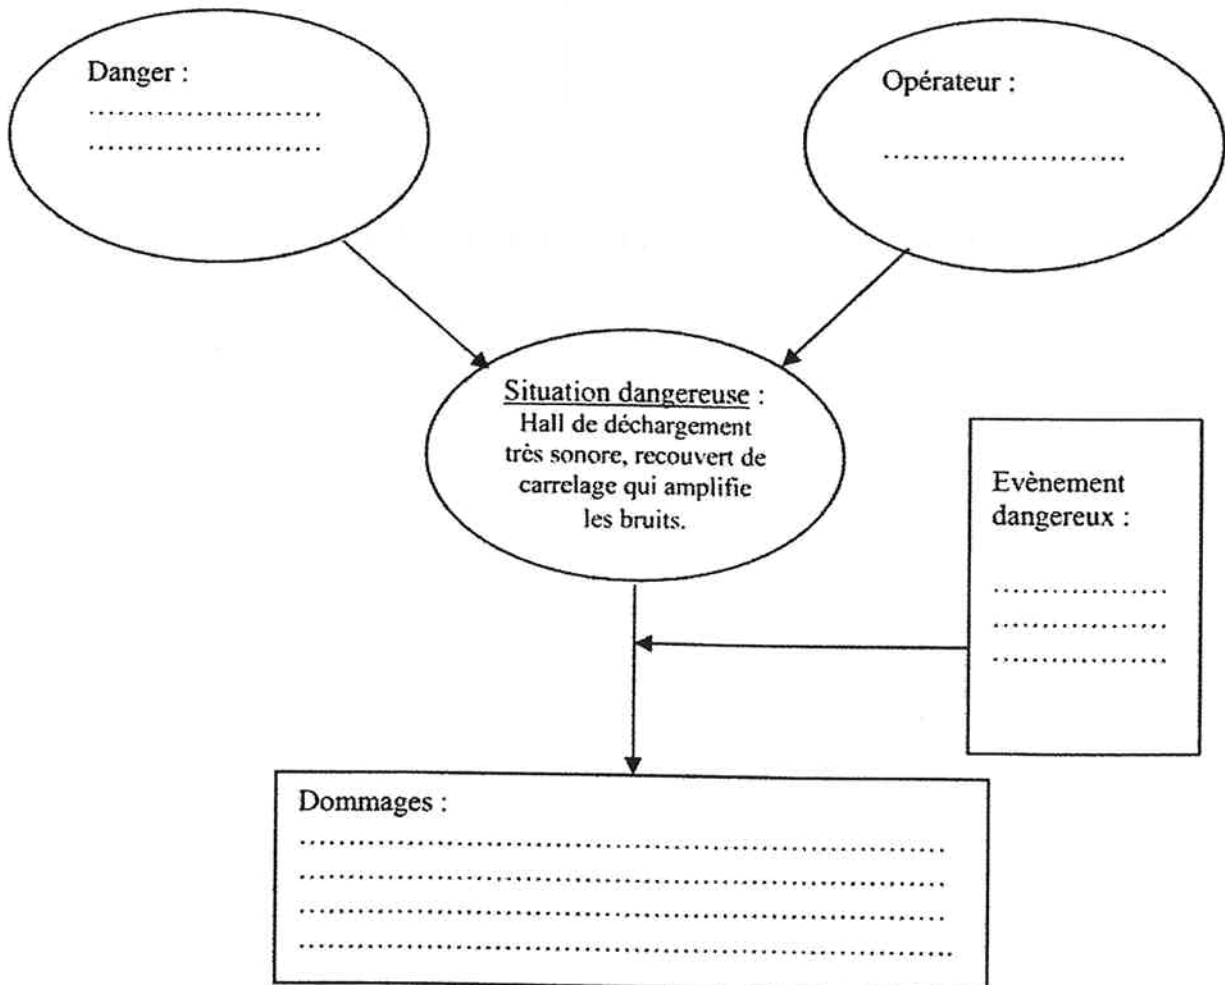 Danger :
.......................
.......................
Opérateur :
........................
Situation dangereuse :
Hall de déchargement
très sonore, recouvert de
carrelage qui amplifie
les bruits.
Evènement
dangereux :
..................
..................
..................
Dommages :
..................................................................
..................................................................
..................................................................
...................................................................